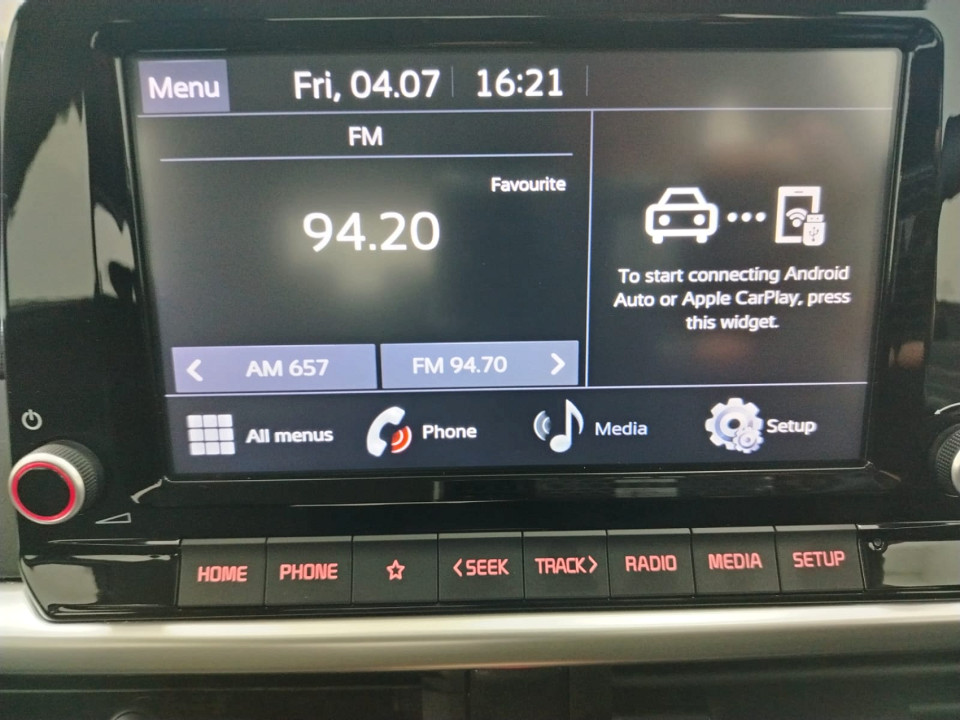 Menu
Fri, 04.07
16:21
FM
Favourite
94.20
To start connecting Android
Auto or Apple CarPlay, press
this widget.
< AM 657
FM 94.70 >
All menus
Phone
Media
Setup
HOME
PHONE
☆
<SEEK
TRACK>
RADIO
MEDIA
SETUP